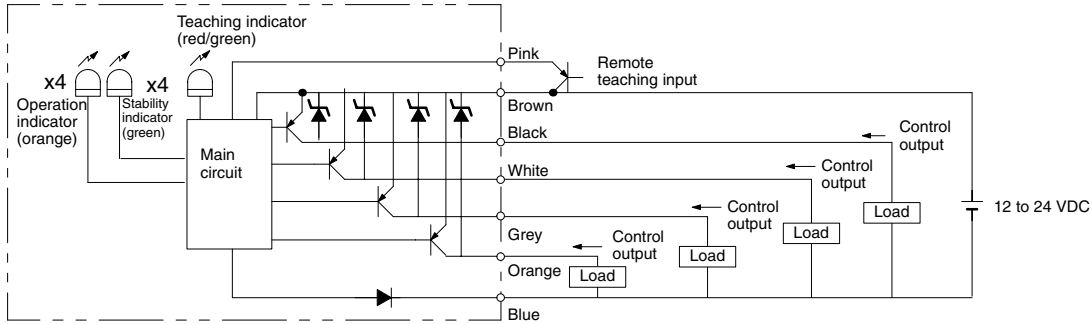 Teaching indicator
(red/green)
Pink
x4
x4
Remote
teaching input
Operation
indicator
(orange)
Stability
indicator
(green)
Brown
Black
Control
output
Main
circuit
White
Control
output
Load
12 to 24 VDC
Control
output
Load
Grey
Control
output
Load
Orange
Load
Blue